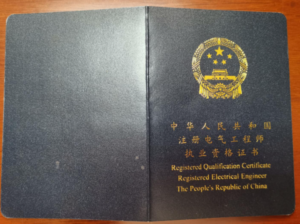 中华人民共和国
注册电气工程师
执业资格证书
Registered Qualification Certificate
Registered Electrical Engineer
The People's Republic of China